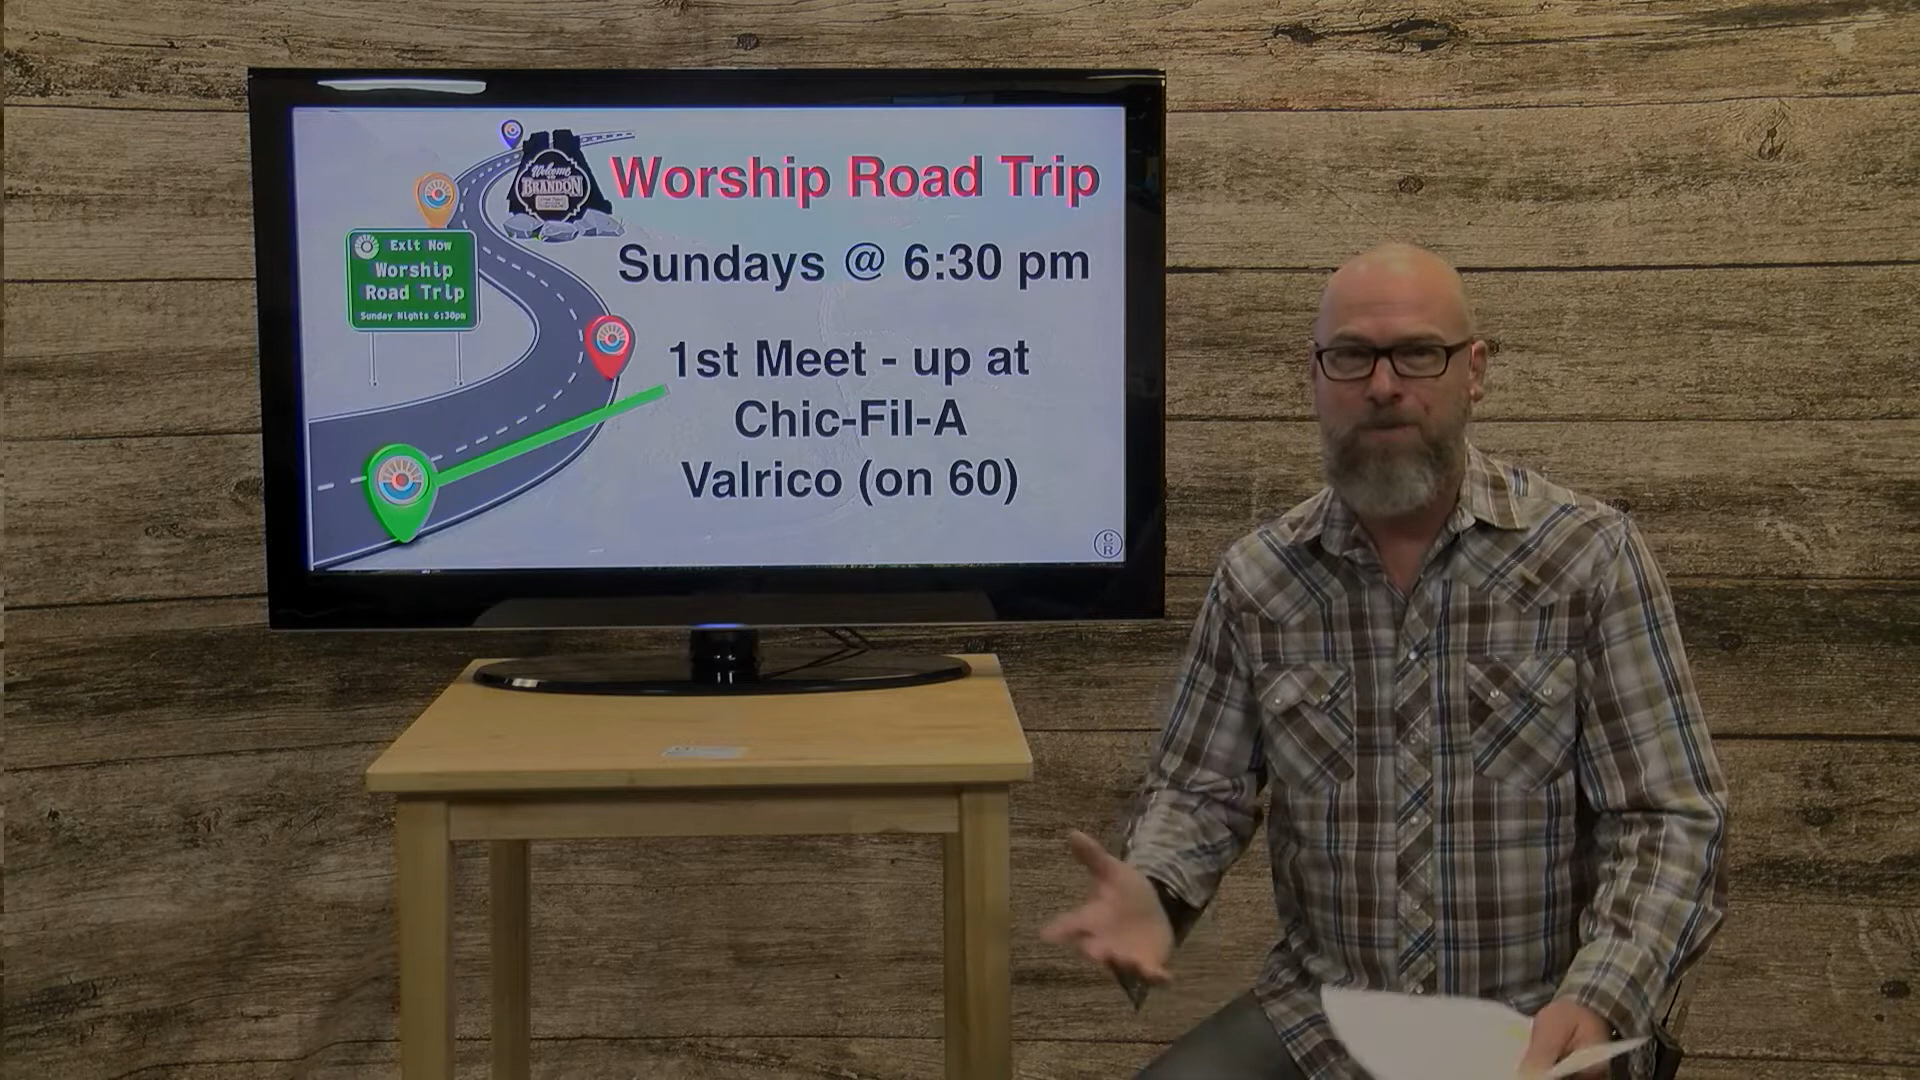 Welcome
BRANDON
Worship Road Trip
Exit Now
Worship
Road Trip
Sunday Nights 6:30pm
Sundays @ 6:30 pm
1st Meet - up at
Chic-Fil-A
Valrico (on 60)
C
R